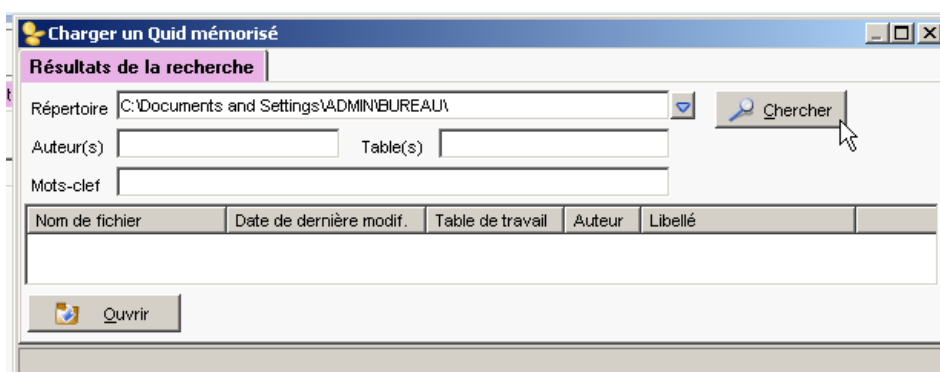 Charger un Quid mémorisé
Résultats de la recherche
Répertoire C:\Documents and Settings\ADMIN\BUREAU\ Chercher
Auteur(s) Table(s)
Mots-clef
Nom de fichier Date de dernière modif. Table de travail Auteur Libellé
Ouvrir